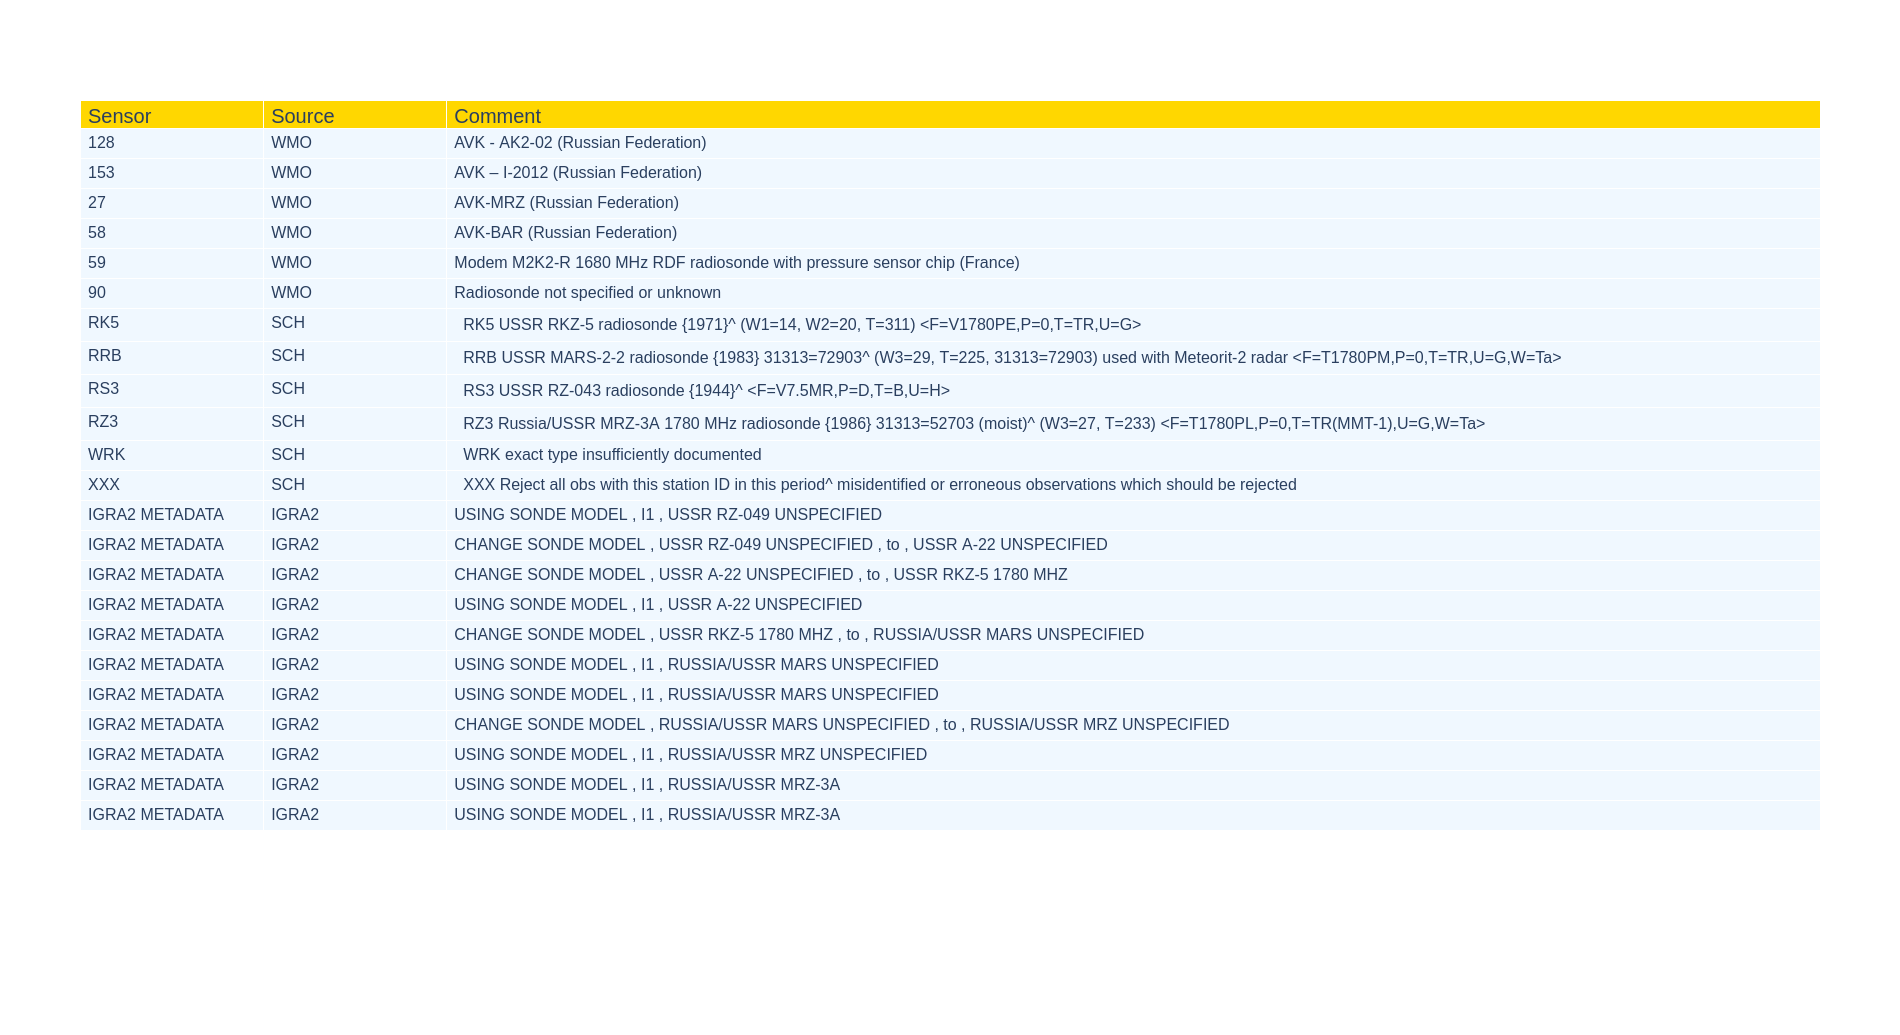 Sensor Source Comment
128 WMO AVK - AK2-02 (Russian Federation)
153 WMO AVK – I-2012 (Russian Federation)
27 WMO AVK-MRZ (Russian Federation)
58 WMO AVK-BAR (Russian Federation)
59 WMO Modem M2K2-R 1680 MHz RDF radiosonde with pressure sensor chip (France)
90 WMO Radiosonde not specified or unknown
RK5 SCH RK5 USSR RKZ-5 radiosonde {1971}^ (W1=14, W2=20, T=311) <F=V1780PE,P=0,T=TR,U=G>
RRB SCH RRB USSR MARS-2-2 radiosonde {1983} 31313=72903^ (W3=29, T=225, 31313=72903) used with Meteorit-2 radar <F=T1780PM,P=0,T=TR,U=G,W=Ta>
RS3 SCH RS3 USSR RZ-043 radiosonde {1944}^ <F=V7.5MR,P=D,T=B,U=H>
RZ3 SCH RZ3 Russia/USSR MRZ-3A 1780 MHz radiosonde {1986} 31313=52703 (moist)^ (W3=27, T=233) <F=T1780PL,P=0,T=TR(MMT-1),U=G,W=Ta>
WRK SCH WRK exact type insufficiently documented
XXX SCH XXX Reject all obs with this station ID in this period^ misidentified or erroneous observations which should be rejected
IGRA2 METADATA IGRA2 USING SONDE MODEL , I1 , USSR RZ-049 UNSPECIFIED
IGRA2 METADATA IGRA2 CHANGE SONDE MODEL , USSR RZ-049 UNSPECIFIED , to , USSR A-22 UNSPECIFIED
IGRA2 METADATA IGRA2 CHANGE SONDE MODEL , USSR A-22 UNSPECIFIED , to , USSR RKZ-5 1780 MHZ
IGRA2 METADATA IGRA2 USING SONDE MODEL , I1 , USSR A-22 UNSPECIFIED
IGRA2 METADATA IGRA2 CHANGE SONDE MODEL , USSR RKZ-5 1780 MHZ , to , RUSSIA/USSR MARS UNSPECIFIED
IGRA2 METADATA IGRA2 USING SONDE MODEL , I1 , RUSSIA/USSR MARS UNSPECIFIED
IGRA2 METADATA IGRA2 USING SONDE MODEL , I1 , RUSSIA/USSR MARS UNSPECIFIED
IGRA2 METADATA IGRA2 CHANGE SONDE MODEL , RUSSIA/USSR MARS UNSPECIFIED , to , RUSSIA/USSR MRZ UNSPECIFIED
IGRA2 METADATA IGRA2 USING SONDE MODEL , I1 , RUSSIA/USSR MRZ UNSPECIFIED
IGRA2 METADATA IGRA2 USING SONDE MODEL , I1 , RUSSIA/USSR MRZ-3A
IGRA2 METADATA IGRA2 USING SONDE MODEL , I1 , RUSSIA/USSR MRZ-3A